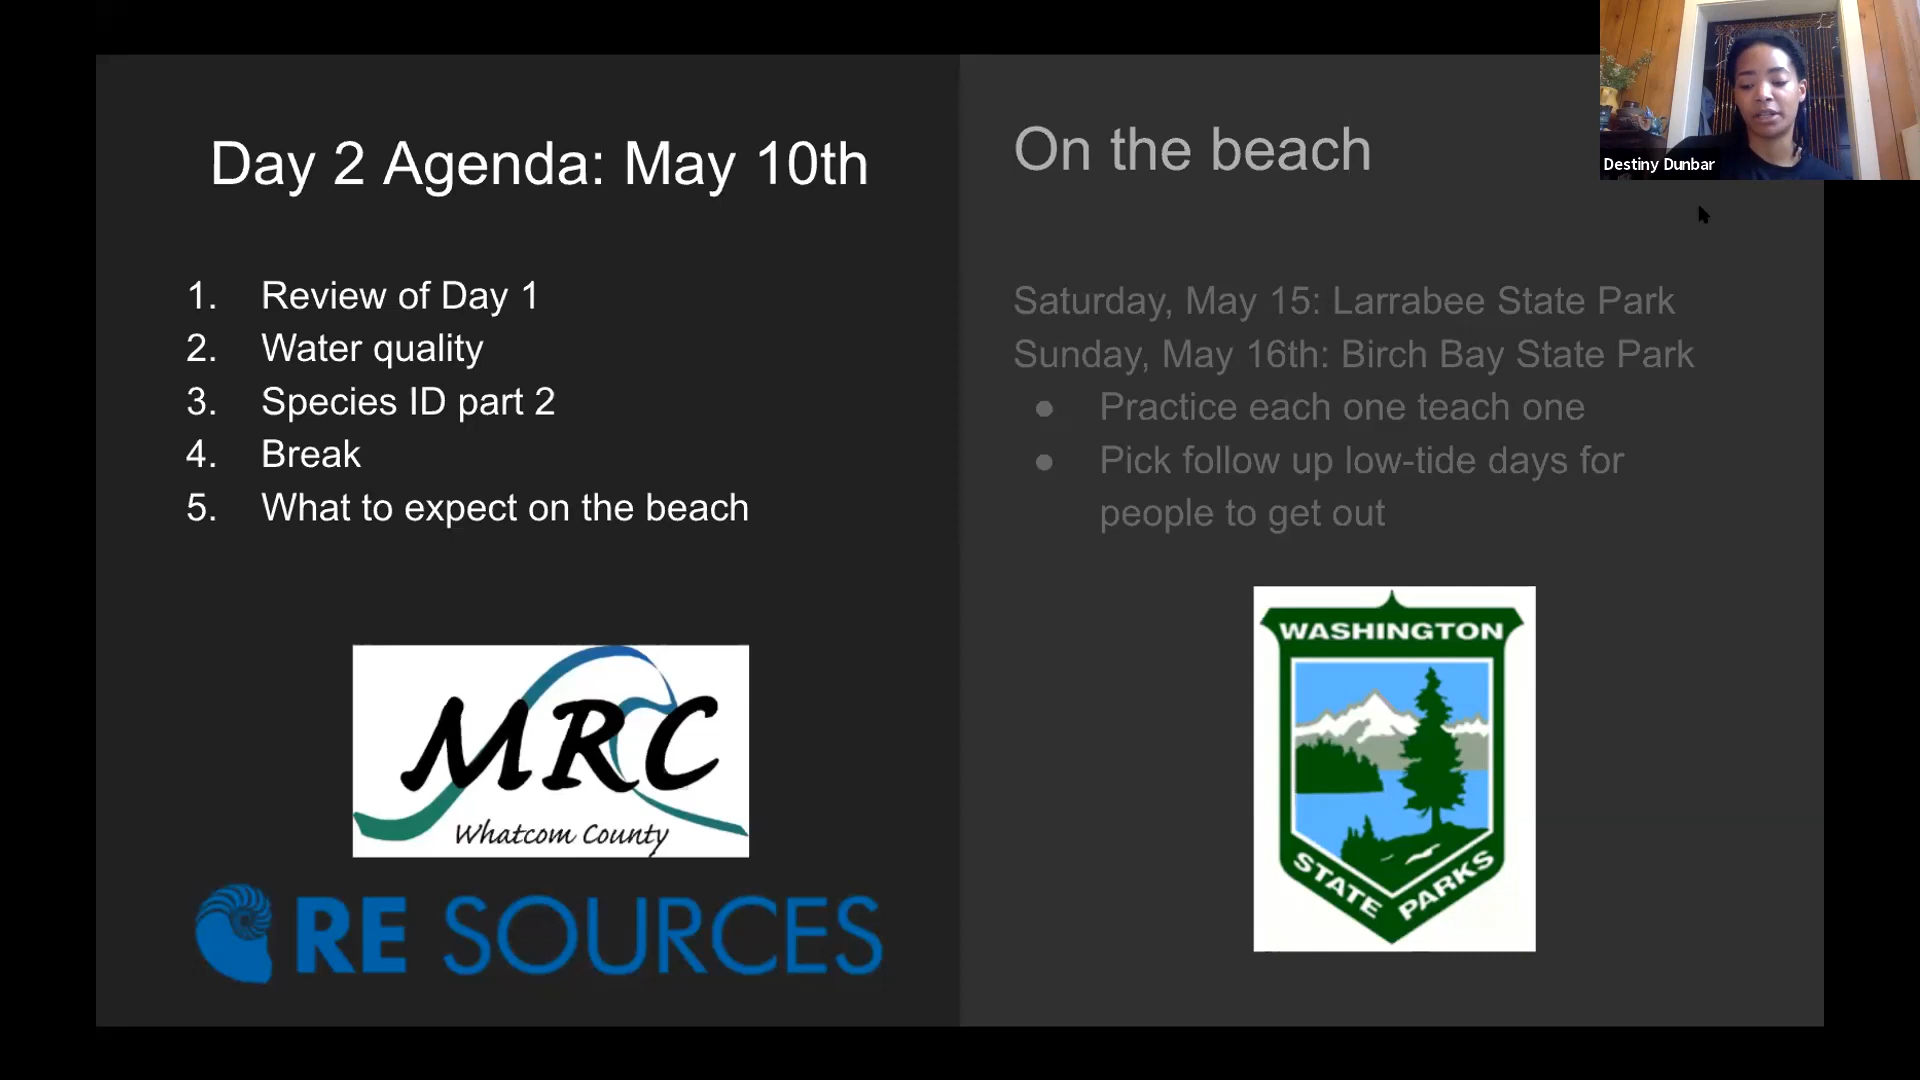 Day 2 Agenda: May 10th
1. Review of Day 1
2. Water quality
3. Species ID part 2
4. Break
5. What to expect on the beach
MRC
Whatcom County
RE SOURCES
On the beach
Saturday, May 15: Larrabee State Park
Sunday, May 16th: Birch Bay State Park
● Practice each one teach one
● Pick follow up low-tide days for
people to get out
WASHINGTON
STATE PARKS
Destiny Dunbar